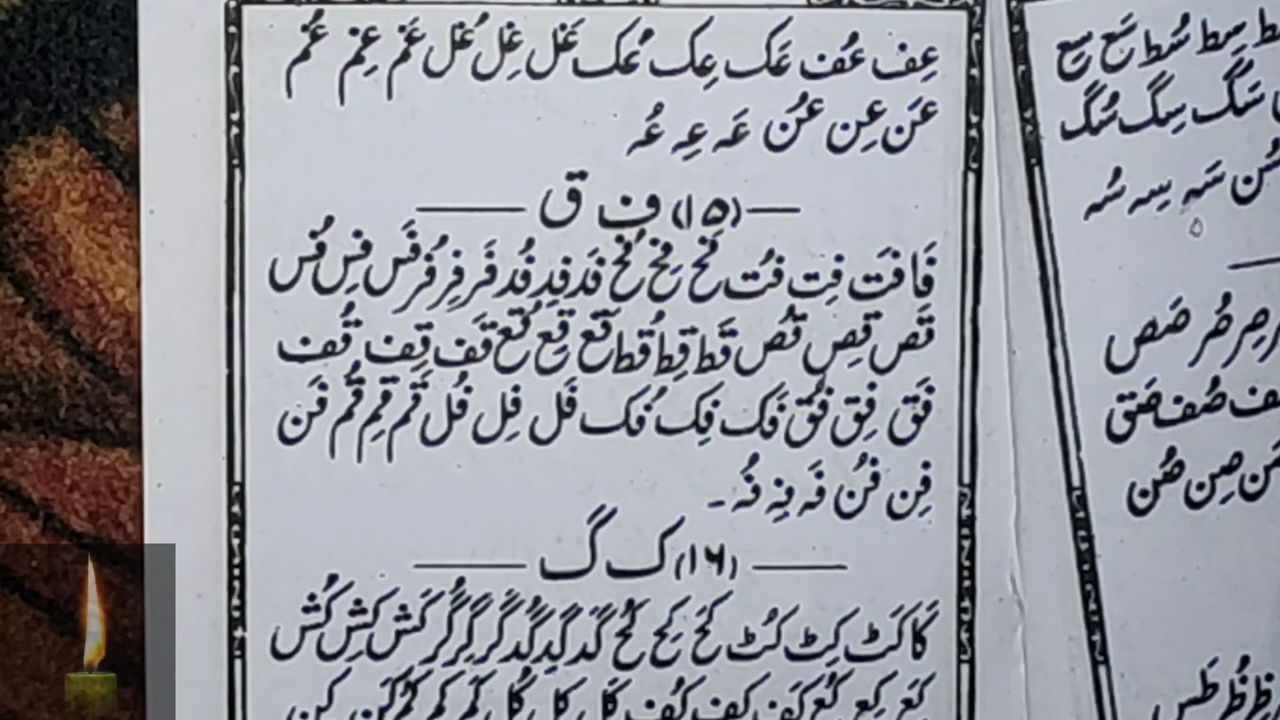 عِف عُف عَک عِک عُک عَل عِل عُل عَم عِم عُم
عَن عِن عُن عَہ عِہ عُہ
(۱۵) ف ق
فَا فَت فِت فُت فَخ فِخ فُخ فَد فِد فُد فَر فِر فُر فَس فِس فُس
قَص قِص قُص قَط قِط قُط قَع قِع قُع قَف قِف قُف
فَق فِق فُق فَک فِک فُک فَل فِل فُل قَم قِم قُم فَن
فِن فُن فَہ فِہ فُہ ۔
(۱۶) ک گ
کَا کَٹ کِٹ کُٹ کَح کِح کُح گَد گِد گُد گَر گِر گُر کَش کِش کُش
سِط سُط سَع سِع
سَگ سِگ سُگ
سُن سَہ سِہ سُہ
صِر صُر صَص
صُف صَق
صِن صُن
ظُ طَس